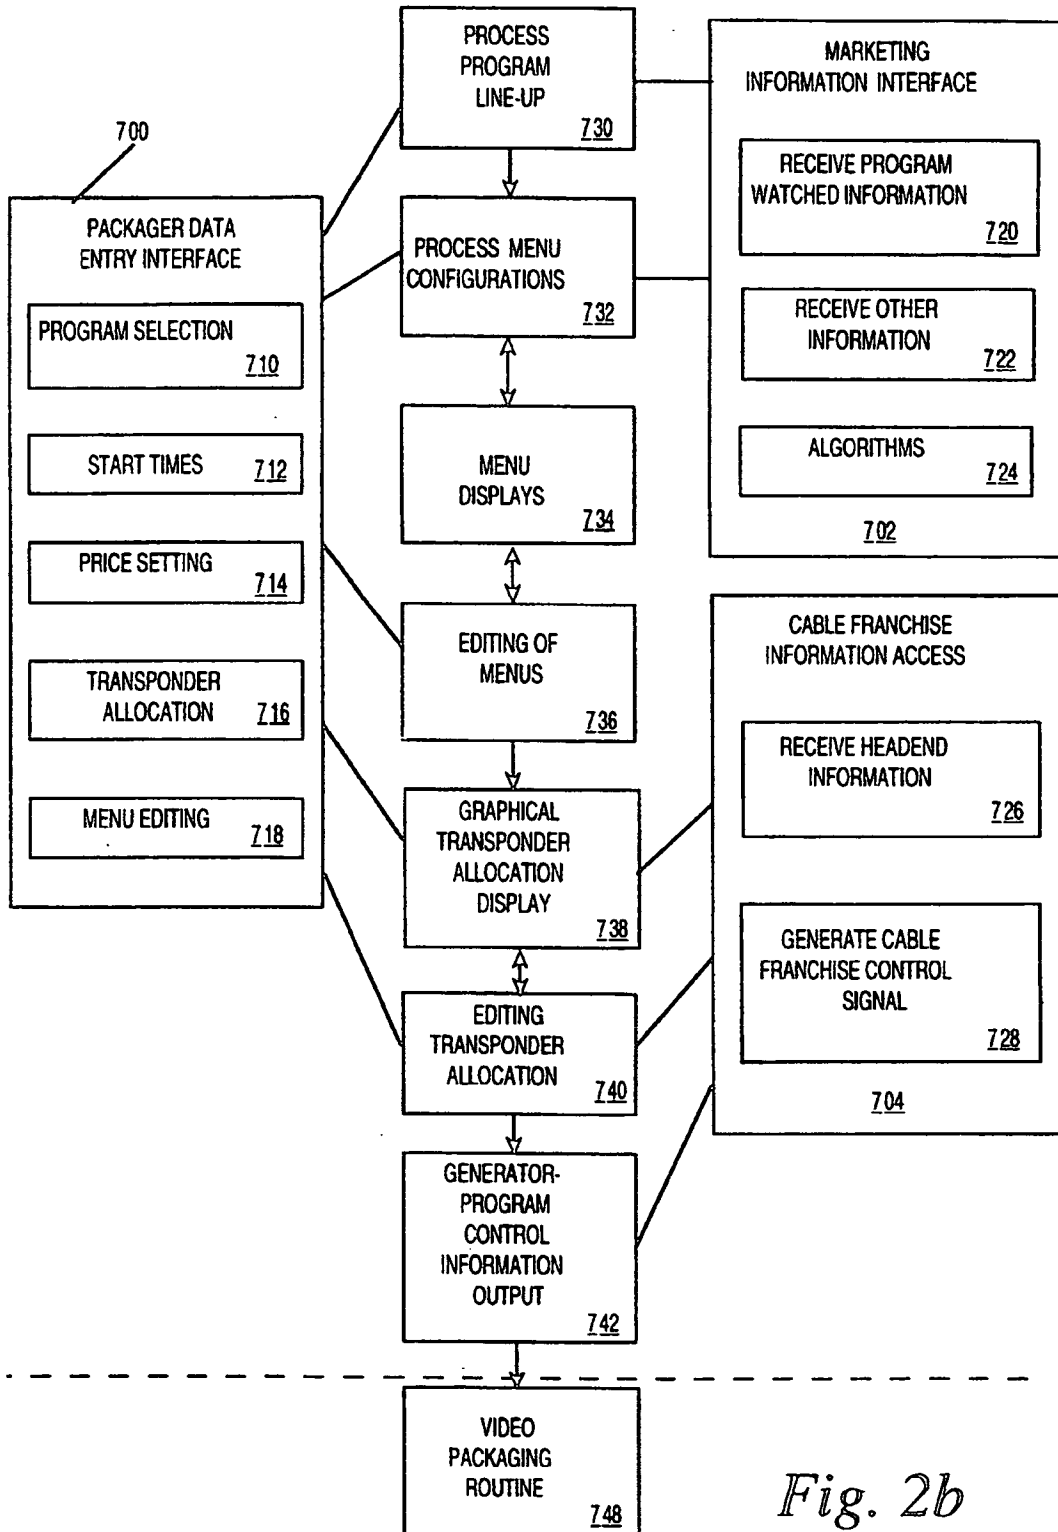 700
PACKAGER DATA
ENTRY INTERFACE
PROGRAM SELECTION
710
START TIMES
712
PRICE SETTING
714
TRANSPONDER
ALLOCATION
716
MENU EDITING
718
PROCESS
PROGRAM
LINE-UP
730
PROCESS MENU
CONFIGURATIONS
732
MENU
DISPLAYS
734
EDITING OF
MENUS
736
GRAPHICAL
TRANSPONDER
ALLOCATION
DISPLAY
738
EDITING
TRANSPONDER
ALLOCATION
740
GENERATOR-
PROGRAM
CONTROL
INFORMATION
OUTPUT
742
VIDEO
PACKAGING
ROUTINE
748
MARKETING
INFORMATION INTERFACE
RECEIVE PROGRAM
WATCHED INFORMATION
720
RECEIVE OTHER
INFORMATION
722
ALGORITHMS
724
702
CABLE FRANCHISE
INFORMATION ACCESS
RECEIVE HEADEND
INFORMATION
726
GENERATE CABLE
FRANCHISE CONTROL
SIGNAL
728
704
Fig. 2b